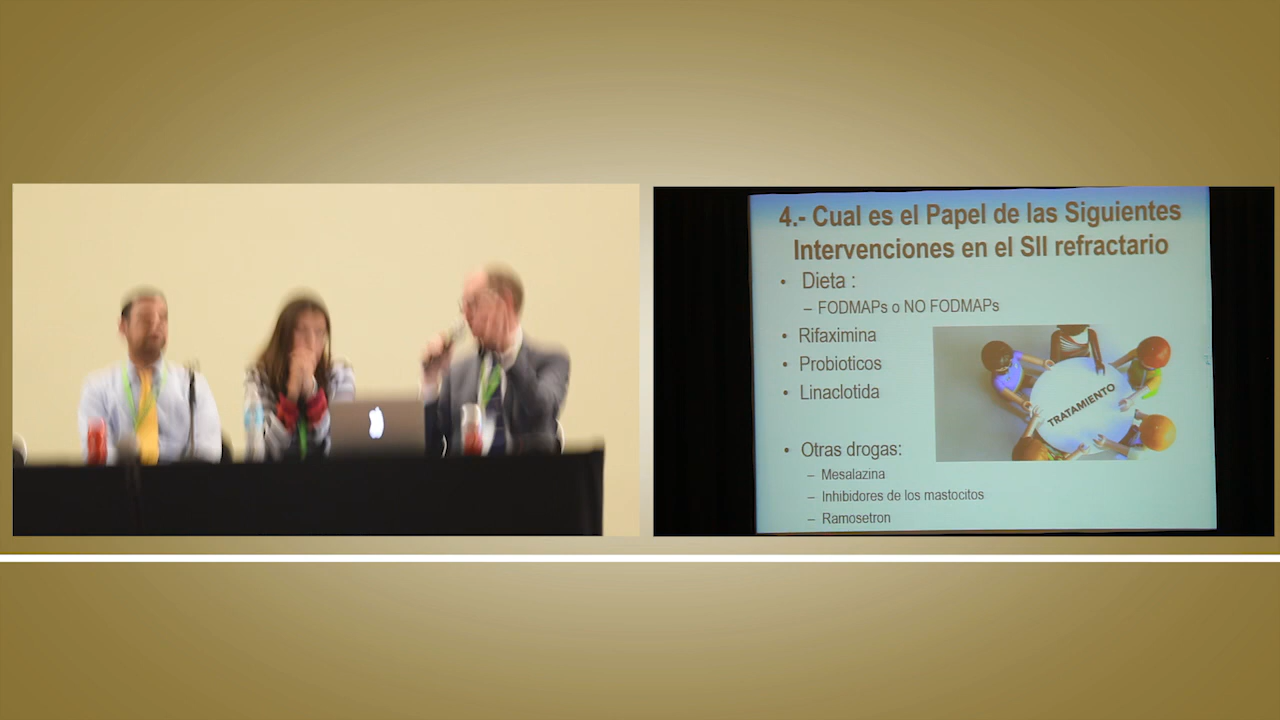 4.- Cual es el Papel de las Siguientes
Intervenciones en el SII refractario
• Dieta :
– FODMAPs o NO FODMAPs
• Rifaximina
• Probioticos
• Linaclotida
TRATAMIENTO
• Otras drogas:
– Mesalazina
– Inhibidores de los mastocitos
– Ramosetron